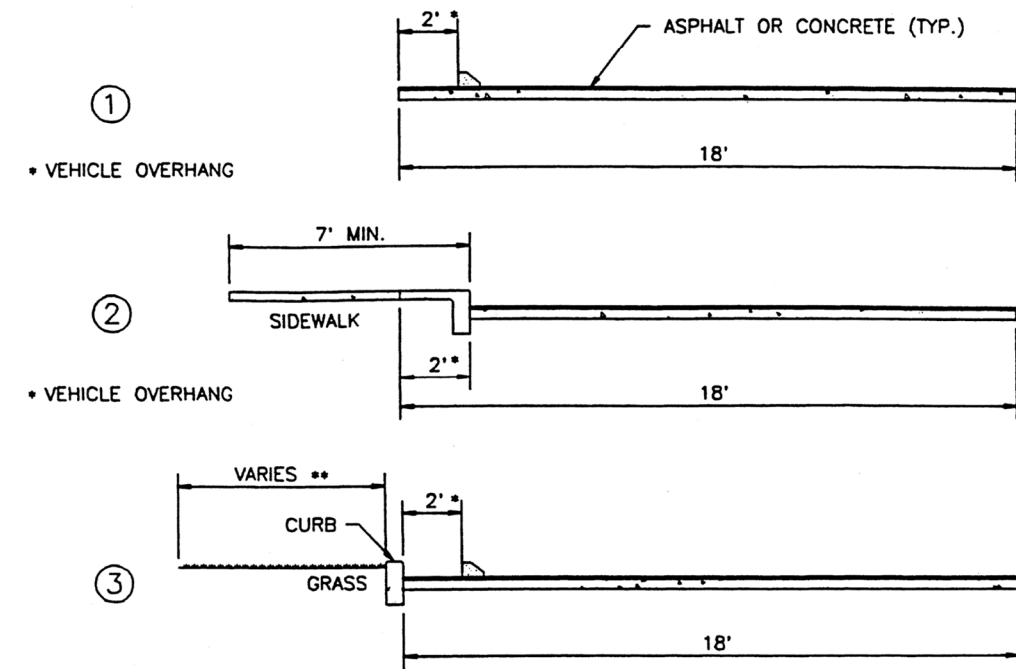 2' *
ASPHALT OR CONCRETE (TYP.)
1
18'
* VEHICLE OVERHANG
7' MIN.
2
SIDEWALK
2' *
* VEHICLE OVERHANG
18'
VARIES **
2' *
CURB
3
GRASS
18'